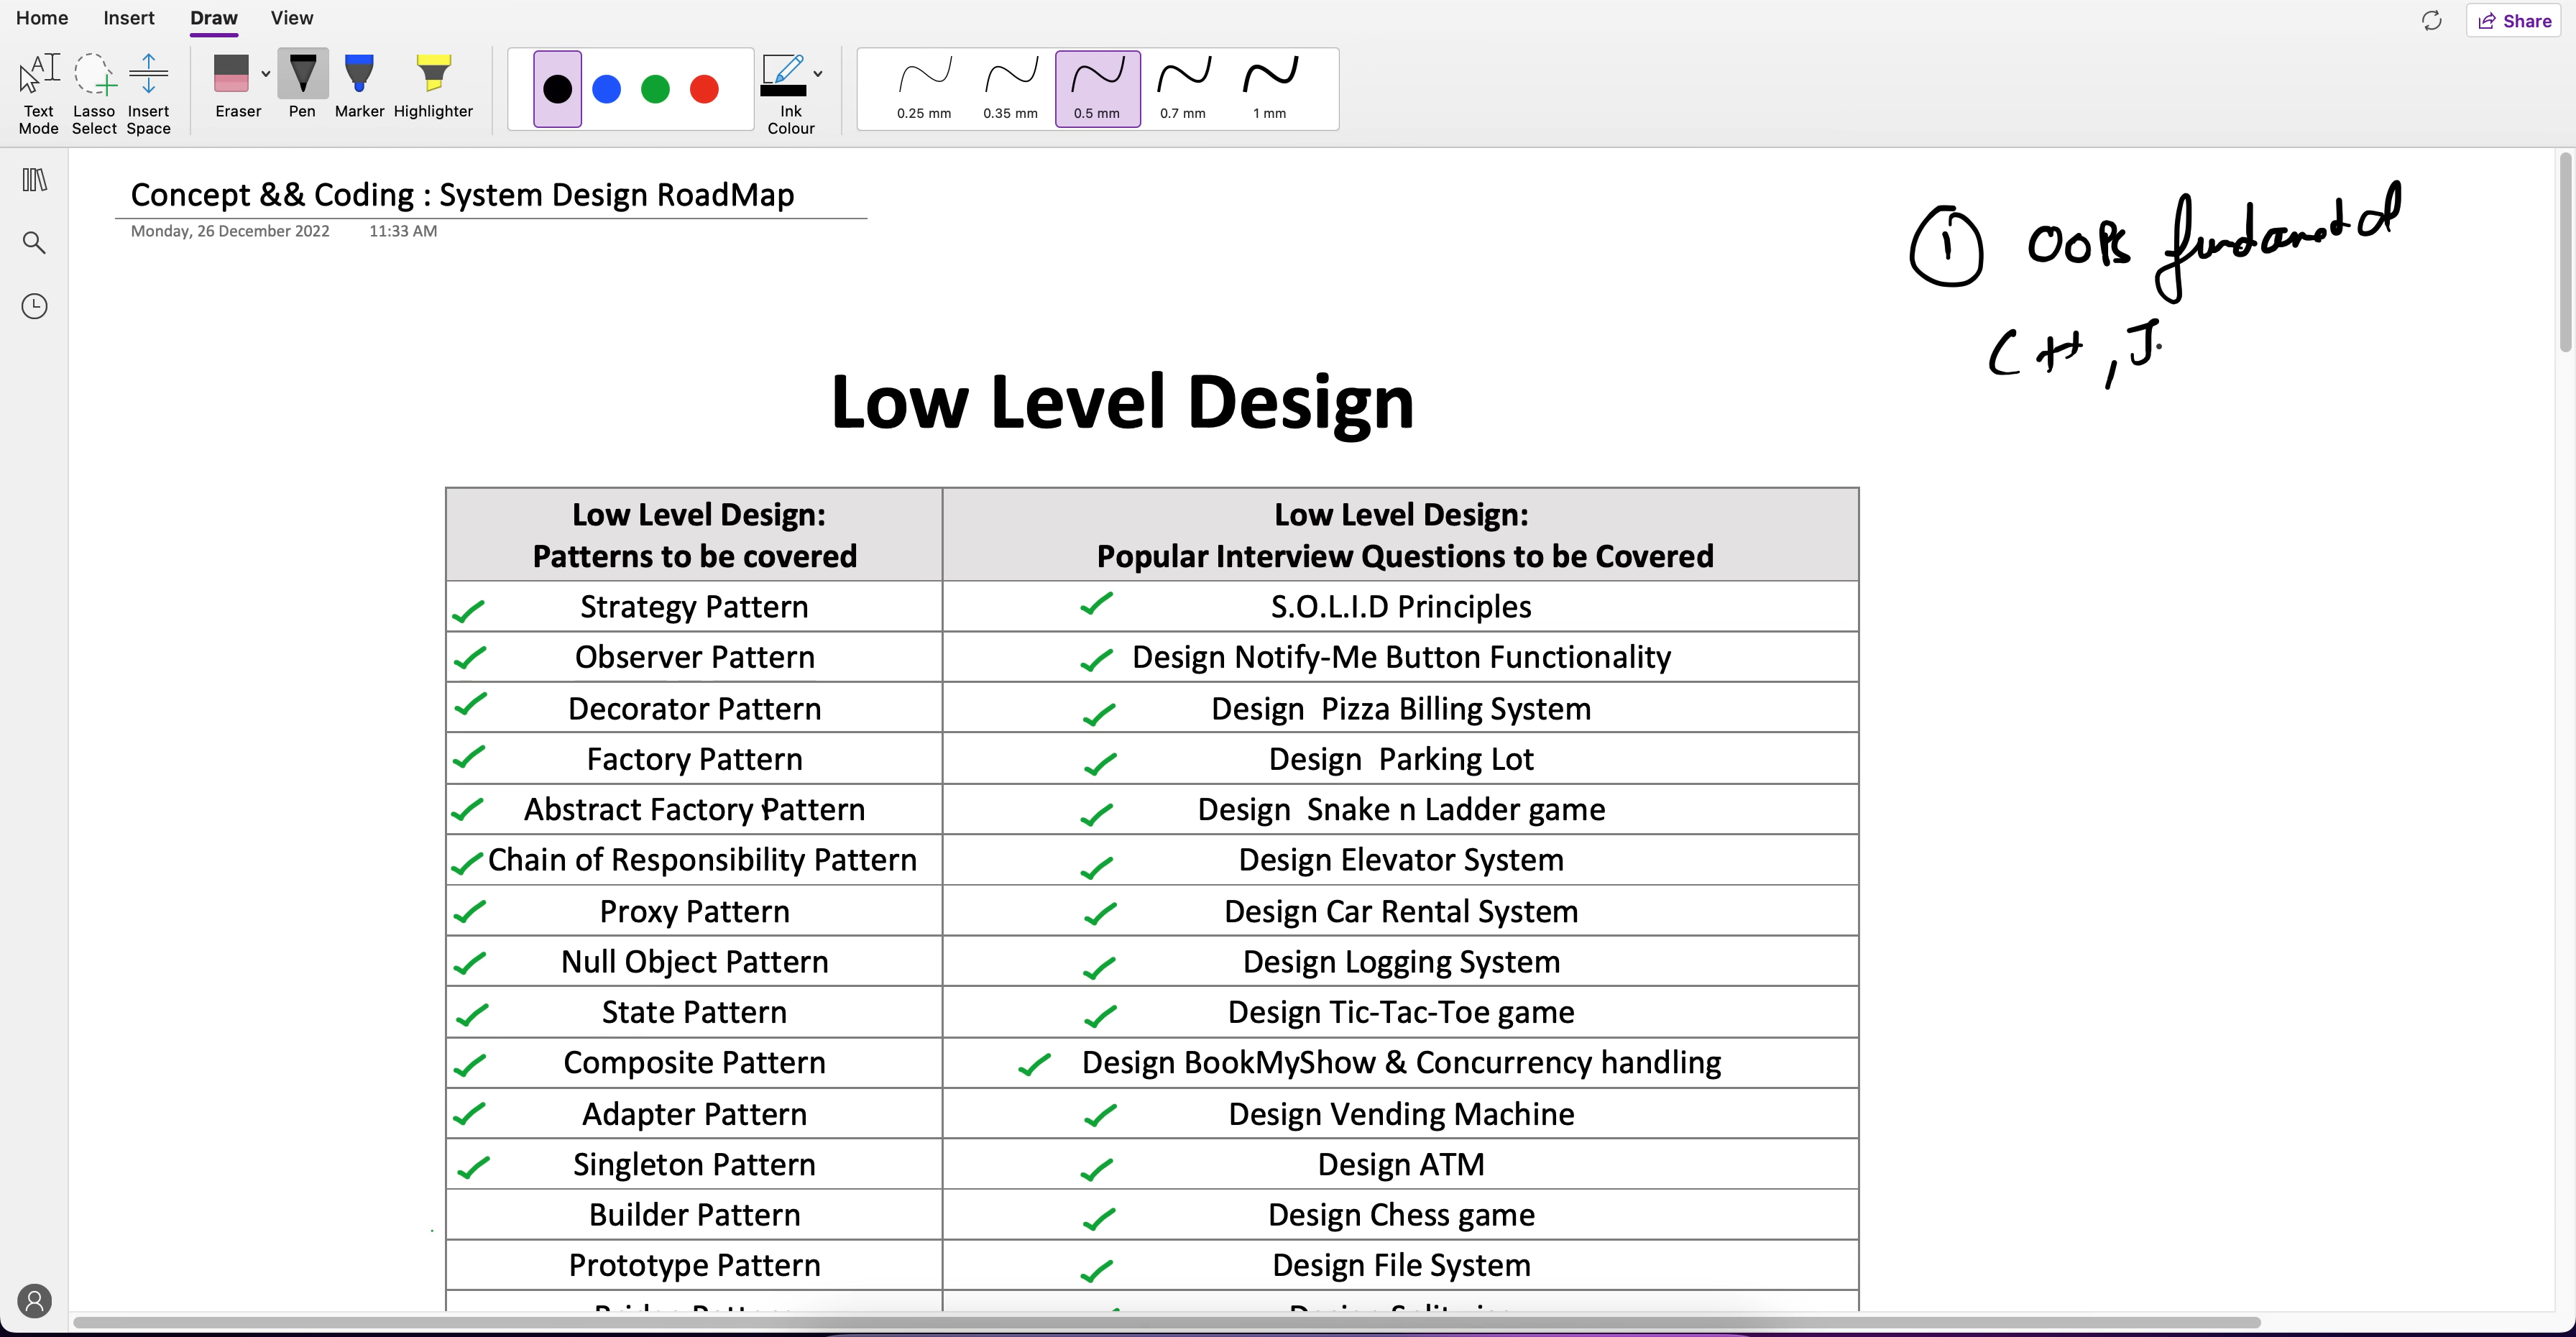 Home Insert Draw View
Share
Text Mode
Lasso Select
Insert Space
Eraser
Pen
Marker
Highlighter
Ink Colour
0.25 mm
0.35 mm
0.5 mm
0.7 mm
1 mm
Concept && Coding : System Design RoadMap
Monday, 26 December 2022 11:33 AM
1 OOPs
C++, J
Low Level Design
Low Level Design:
Patterns to be covered
Low Level Design:
Popular Interview Questions to be Covered
Strategy Pattern
S.O.L.I.D Principles
Observer Pattern
Design Notify-Me Button Functionality
Decorator Pattern
Design Pizza Billing System
Factory Pattern
Design Parking Lot
Abstract Factory Pattern
Design Snake n Ladder game
Chain of Responsibility Pattern
Design Elevator System
Proxy Pattern
Design Car Rental System
Null Object Pattern
Design Logging System
State Pattern
Design Tic-Tac-Toe game
Composite Pattern
Design BookMyShow & Concurrency handling
Adapter Pattern
Design Vending Machine
Singleton Pattern
Design ATM
Builder Pattern
Design Chess game
Prototype Pattern
Design File System